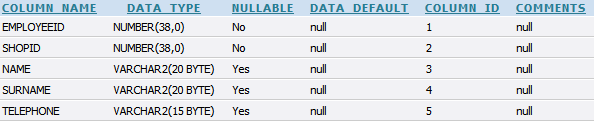 COLUMN_NAME DATA_TYPE NULLABLE DATA_DEFAULT COLUMN_ID COMMENTS
EMPLOYEEID NUMBER(38,0) No null 1 null
SHOPID NUMBER(38,0) No null 2 null
NAME VARCHAR2(20 BYTE) Yes null 3 null
SURNAME VARCHAR2(20 BYTE) Yes null 4 null
TELEPHONE VARCHAR2(15 BYTE) Yes null 5 null